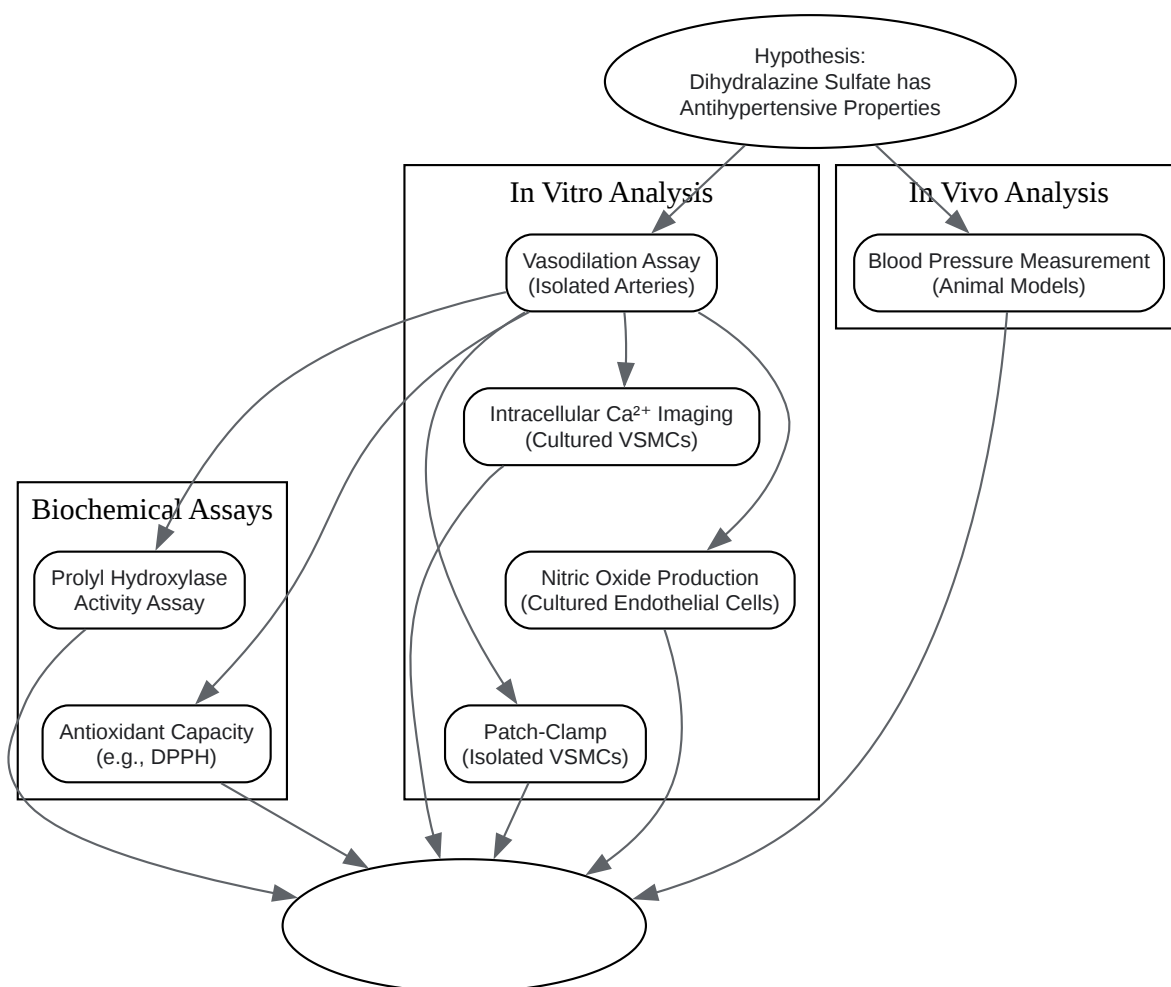 Hypothesis:
Dihydralazine Sulfate has
Antihypertensive Properties
In Vitro Analysis
In Vivo Analysis
Vasodilation Assay
(Isolated Arteries)
Blood Pressure Measurement
(Animal Models)
Intracellular Ca²⁺ Imaging
(Cultured VSMCs)
Biochemical Assays
Prolyl Hydroxylase
Activity Assay
Nitric Oxide Production
(Cultured Endothelial Cells)
Antioxidant Capacity
(e.g., DPPH)
Patch-Clamp
(Isolated VSMCs)